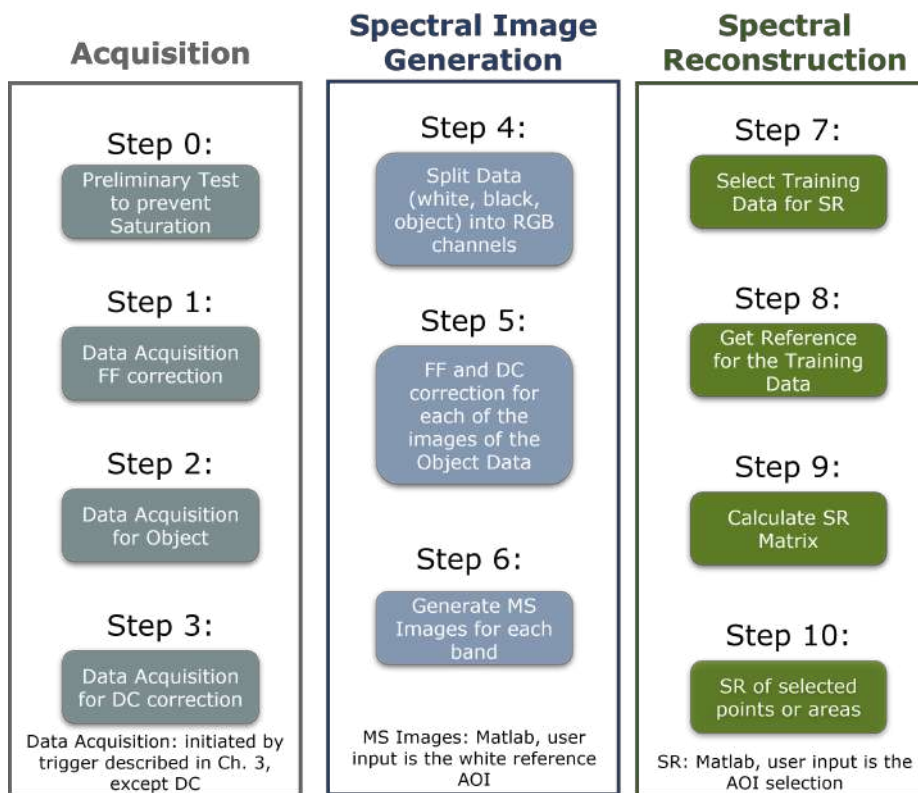 Acquisition
Step 0:
Preliminary Test
to prevent
Saturation
Step 1:
Data Acquisition
FF correction
Step 2:
Data Acquisition
for Object
Step 3:
Data Acquisition
for DC correction
Data Acquisition: initiated by
trigger described in Ch. 3,
except DC
Spectral Image
Generation
Step 4:
Split Data
(white, black,
object) into RGB
channels
Step 5:
FF and DC
correction for
each of the
images of the
Object Data
Step 6:
Generate MS
Images for each
band
MS Images: Matlab, user
input is the white reference
AOI
Spectral
Reconstruction
Step 7:
Select Training
Data for SR
Step 8:
Get Reference
for the Training
Data
Step 9:
Calculate SR
Matrix
Step 10:
SR of selected
points or areas
SR: Matlab, user input is the
AOI selection